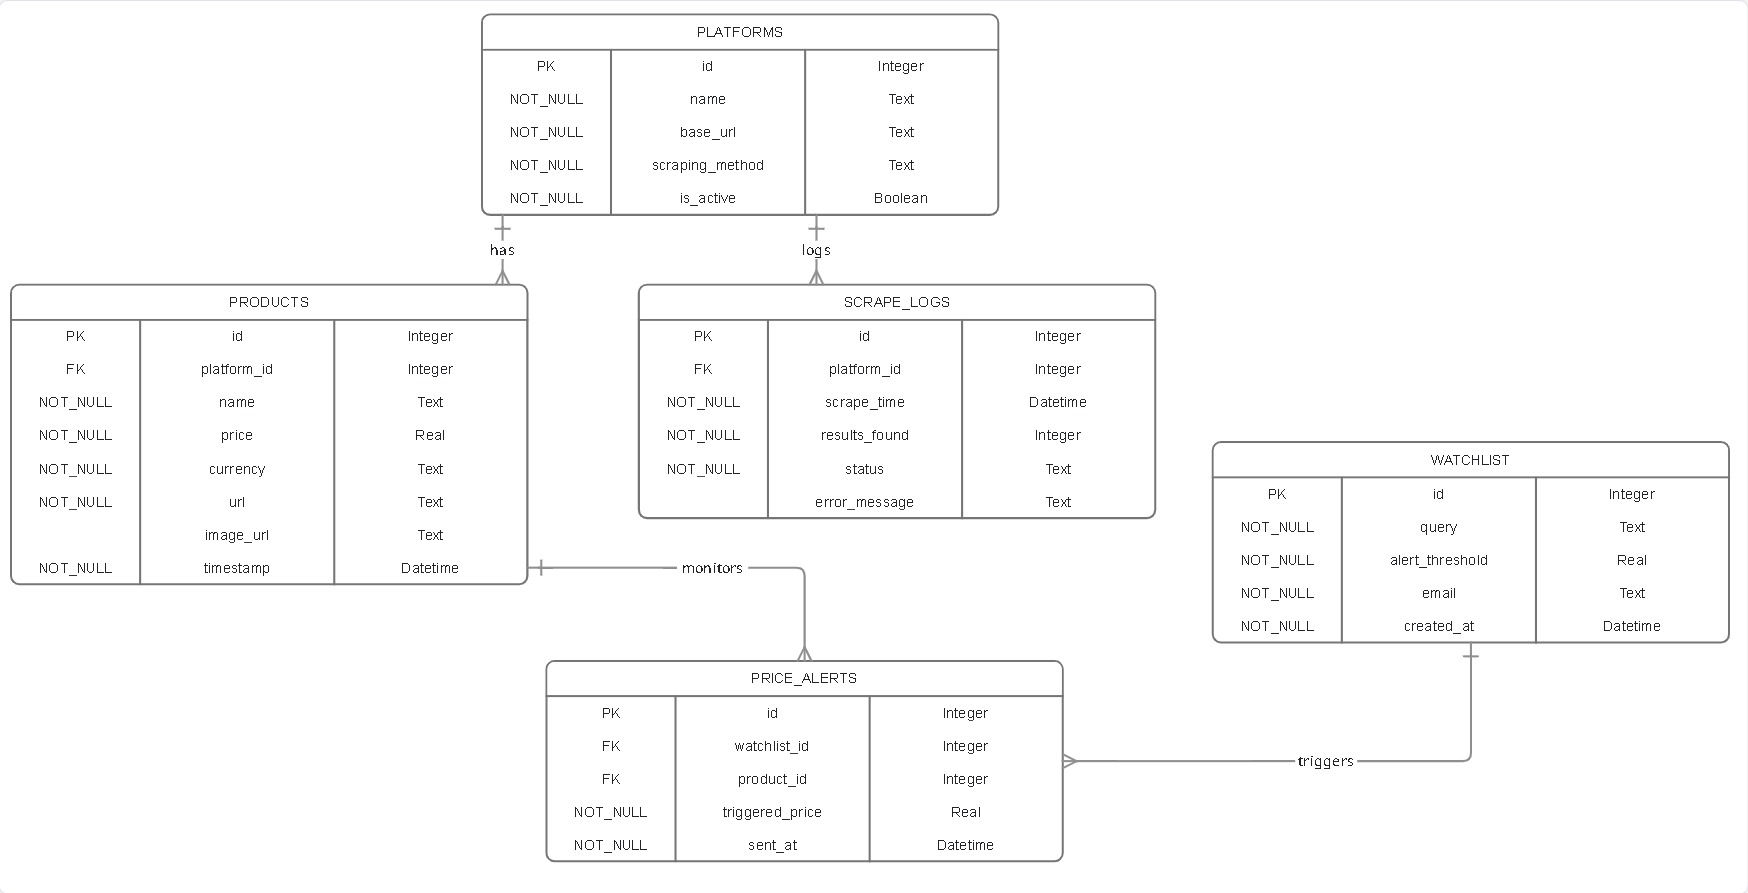 PLATFORMS
PK id Integer
NOT_NULL name Text
NOT_NULL base_url Text
NOT_NULL scraping_method Text
NOT_NULL is_active Boolean
has
logs
PRODUCTS
PK id Integer
FK platform_id Integer
NOT_NULL name Text
NOT_NULL price Real
NOT_NULL currency Text
NOT_NULL url Text
image_url Text
NOT_NULL timestamp Datetime
SCRAPE_LOGS
PK id Integer
FK platform_id Integer
NOT_NULL scrape_time Datetime
NOT_NULL results_found Integer
NOT_NULL status Text
error_message Text
WATCHLIST
PK id Integer
NOT_NULL query Text
NOT_NULL alert_threshold Real
NOT_NULL email Text
NOT_NULL created_at Datetime
monitors
PRICE_ALERTS
PK id Integer
FK watchlist_id Integer
FK product_id Integer
NOT_NULL triggered_price Real
NOT_NULL sent_at Datetime
triggers